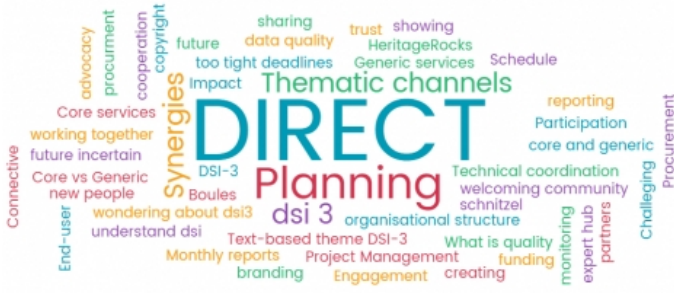 sharing
trust
showing
advocacy
procurment
cooperation
copyright
future
data quality
HeritageRocks
too tight deadlines
Generic services
Schedule
Impact
Thematic channels
Synergies
DIRECT
reporting
Procurement
Core services
Participation
working together
core and generic
future incertain
Connective
Core vs Generic
DSI-3
Planning
Technical coordination
new people
Boules
welcoming community
Challenging
schnitzel
wondering about dsi3
dsi 3
organisational structure
End-user
understand dsi
Text-based theme DSI-3
What is quality
monitoring
expert hub
partners
Monthly reports
Project Management
funding
branding
Engagement
creating